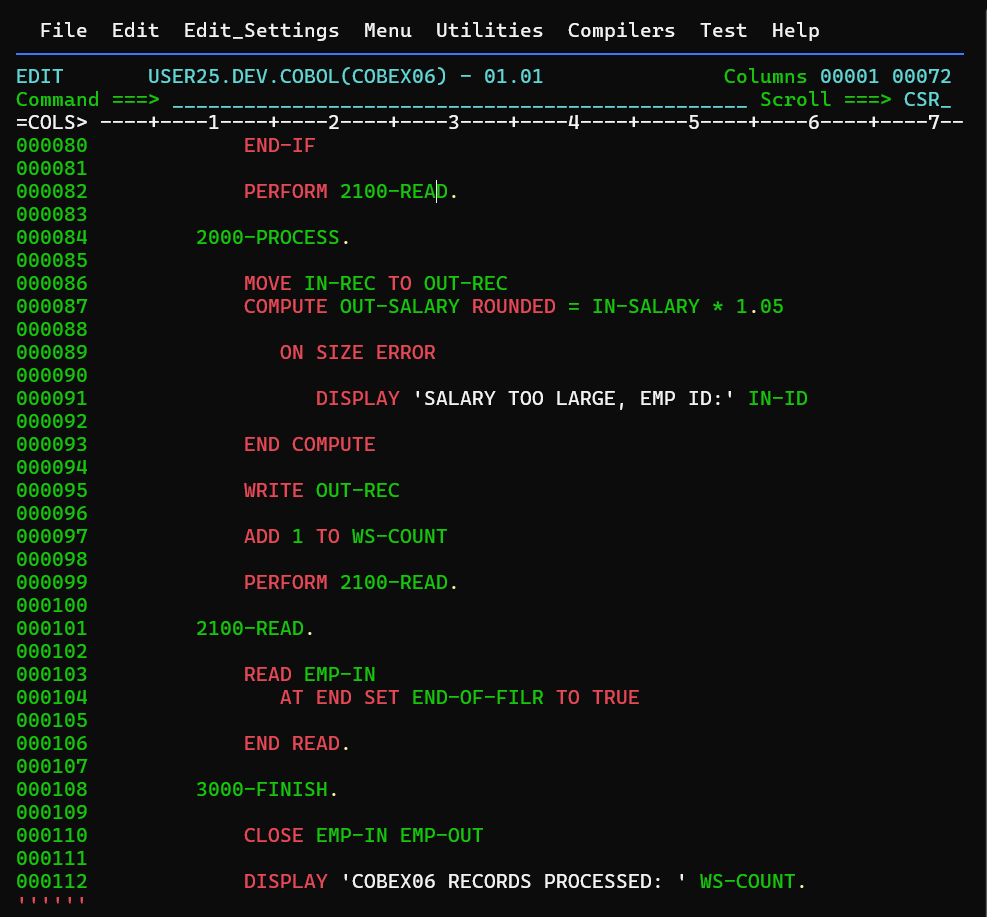 File  Edit  Edit_Settings  Menu  Utilities  Compilers  Test  Help
EDIT       USER25.DEV.COBOL(COBEX06) - 01.01               Columns 00001 00072
Command ===> ________________________________________________ Scroll ===> CSR_
=COLS> ----+----1----+----2----+----3----+----4----+----5----+----6----+----7--
000080             END-IF
000081
000082             PERFORM 2100-READ.
000083
000084         2000-PROCESS.
000085
000086             MOVE IN-REC TO OUT-REC
000087             COMPUTE OUT-SALARY ROUNDED = IN-SALARY * 1.05
000088
000089                ON SIZE ERROR
000090
000091                   DISPLAY 'SALARY TOO LARGE, EMP ID:' IN-ID
000092
000093             END COMPUTE
000094
000095             WRITE OUT-REC
000096
000097             ADD 1 TO WS-COUNT
000098
000099             PERFORM 2100-READ.
000100
000101         2100-READ.
000102
000103             READ EMP-IN
000104                AT END SET END-OF-FILR TO TRUE
000105
000106             END READ.
000107
000108         3000-FINISH.
000109
000110             CLOSE EMP-IN EMP-OUT
000111
000112             DISPLAY 'COBEX06 RECORDS PROCESSED: ' WS-COUNT.
''''''